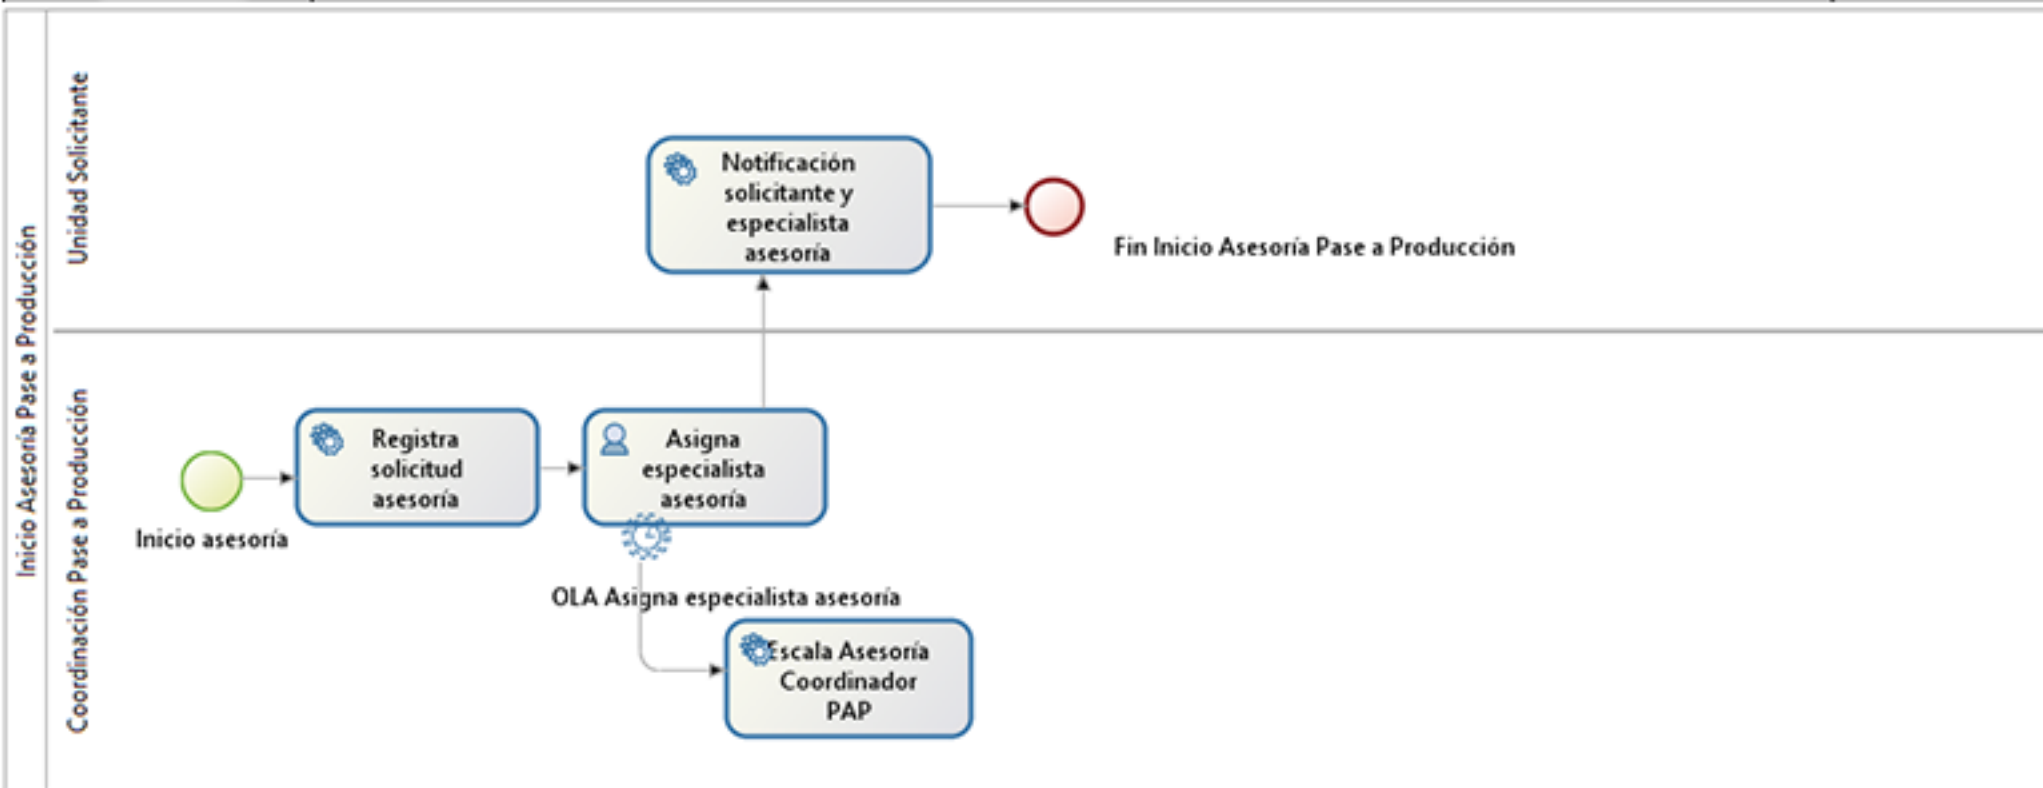 Inicio Asesoría Pase a Producción
Unidad Solicitante
Notificación
solicitante y
especialista
asesoría
Fin Inicio Asesoría Pase a Producción
Coordinación Pase a Producción
Inicio asesoría
Registra
solicitud
asesoría
Asigna
especialista
asesoría
OLA Asigna especialista asesoría
Escala Asesoría
Coordinador
PAP